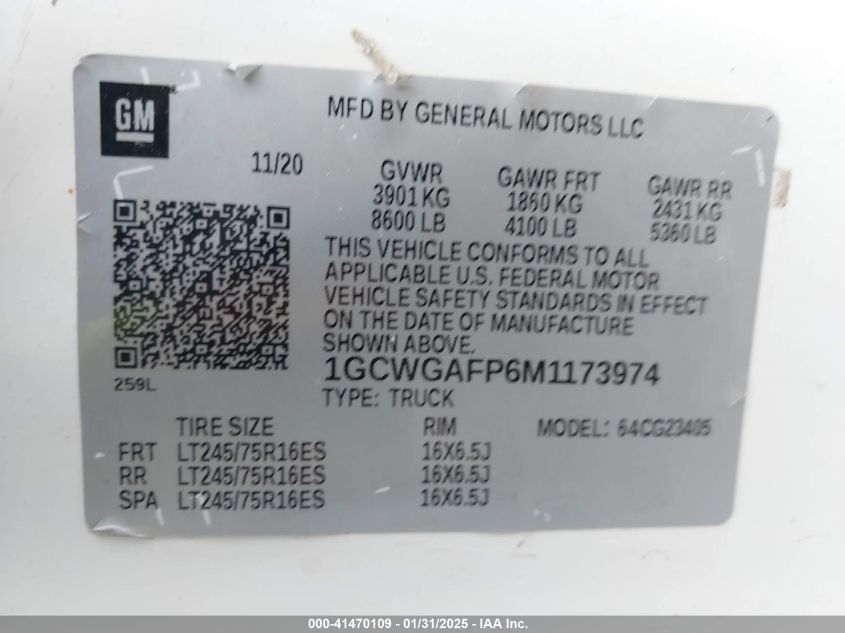 GM
MFD BY GENERAL MOTORS LLC
11/20
GVWR
3901 KG
8600 LB
GAWR FRT
1860 KG
4100 LB
GAWR RR
2431 KG
5360 LB
THIS VEHICLE CONFORMS TO ALL
APPLICABLE U.S. FEDERAL MOTOR
VEHICLE SAFETY STANDARDS IN EFFECT
ON THE DATE OF MANUFACTURE
SHOWN ABOVE.
259L
1GCWGAFP6M1173974
TYPE: TRUCK
TIRE SIZE RIM MODEL: 64CG23405
FRT LT245/75R16ES 16X6.5J
RR LT245/75R16ES 16X6.5J
SPA LT245/75R16ES 16X6.5J
000-41470109 - 01/31/2025 - IAA Inc.